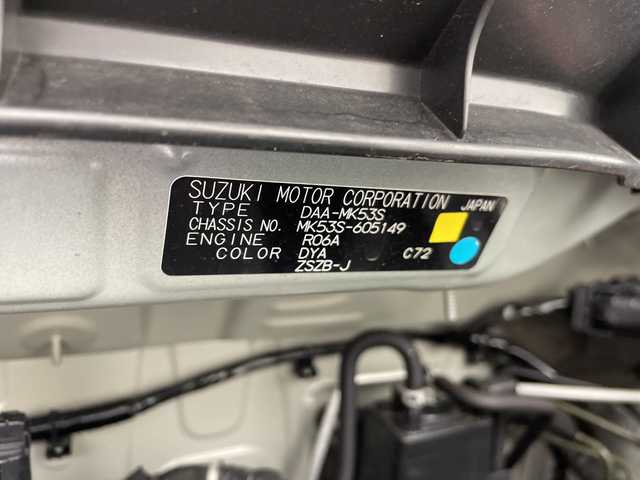 SUZUKI MOTOR CORPORATION JAPAN
TYPE DAA-MK53S
CHASSIS NO. MK53S-605149
ENGINE R06A
COLOR DYA C72
ZSZB-J